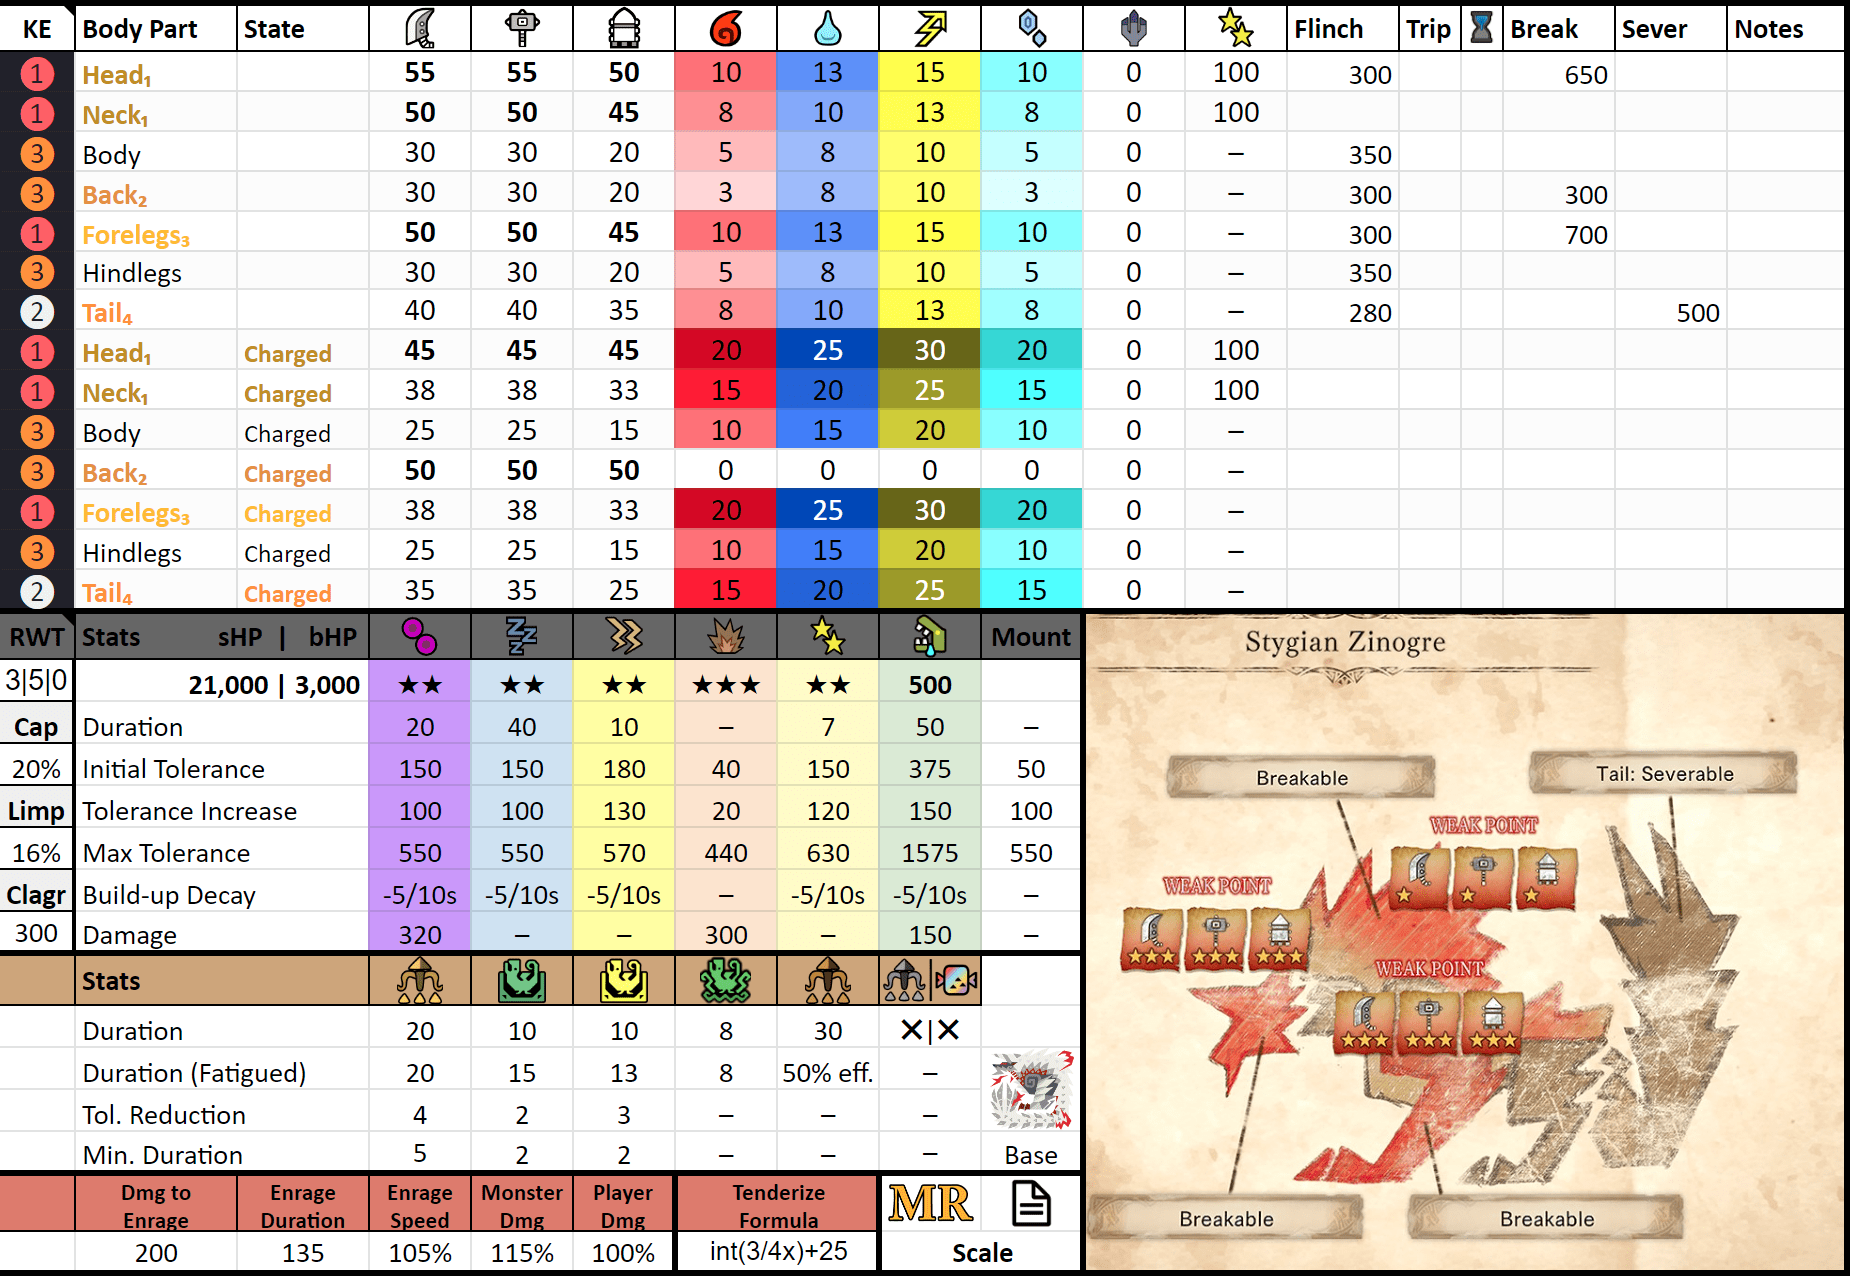 KE Body Part State Flinch Trip Break Sever Notes
1 Head₁ 55 55 50 10 13 15 10 0 100 300 650
1 Neck₁ 50 50 45 8 10 13 8 0 100
3 Body 30 30 20 5 8 10 5 0 – 350
3 Back₂ 30 30 20 3 8 10 3 0 – 300 300
1 Forelegs₃ 50 50 45 10 13 15 10 0 – 300 700
3 Hindlegs 30 30 20 5 8 10 5 0 – 350
2 Tail₄ 40 40 35 8 10 13 8 0 – 280 500
1 Head₁ Charged 45 45 45 20 25 30 20 0 100
1 Neck₁ Charged 38 38 33 15 20 25 15 0 100
3 Body Charged 25 25 15 10 15 20 10 0 –
3 Back₂ Charged 50 50 50 0 0 0 0 0 –
1 Forelegs₃ Charged 38 38 33 20 25 30 20 0 –
3 Hindlegs Charged 25 25 15 10 15 20 10 0 –
2 Tail₄ Charged 35 35 25 15 20 25 15 0 –
RWT Stats sHP | bHP Mount
3|5|0 21,000 | 3,000 ★★ ★★ ★★ ★★★ ★★ 500
Cap Duration 20 40 10 – 7 50 –
20% Initial Tolerance 150 150 180 40 150 375 50
Limp Tolerance Increase 100 100 130 20 120 150 100
16% Max Tolerance 550 550 570 440 630 1575 550
Clagr Build-up Decay -5/10s -5/10s -5/10s – -5/10s -5/10s –
300 Damage 320 – – 300 – 150 –
Stats |
Duration 20 10 10 8 30 ✕|✕
Duration (Fatigued) 20 15 13 8 50% eff. –
Tol. Reduction 4 2 3 – – –
Min. Duration 5 2 2 – – – Base
Dmg to Enrage Enrage Monster Player Tenderize MR
Enrage Duration Speed Dmg Dmg Formula
200 135 105% 115% 100% int(3/4x)+25 Scale
Stygian Zinogre
Breakable
Tail: Severable
WEAK POINT
WEAK POINT
WEAK POINT
Breakable
Breakable